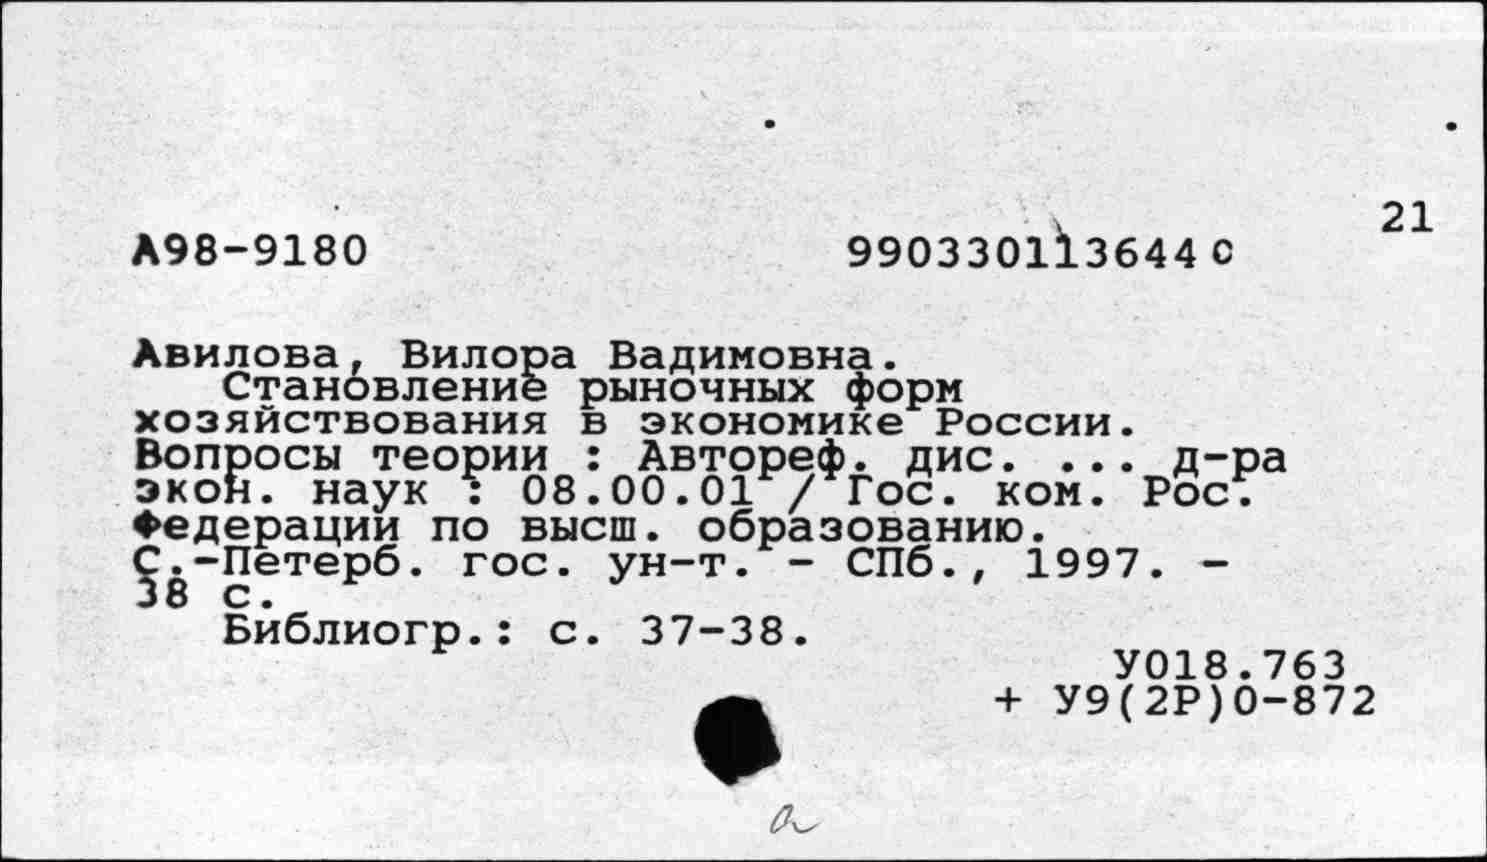 21
А98-9180 990330113644 с
Авилова, Вилора Вадимовна.
Становление рыночных форм
хозяйствования в экономике России.
Вопросы теории : Автореф. дис. ... д-ра
экон. наук : 08.00.01 / Гос. ком. Рос.
Федерации по высш. образованию.
С.-Петерб. гос. ун-т. - СПб., 1997. -
38 с.
Библиогр.: с. 37-38.
У018.763
+ У9(2Р)0-872
а